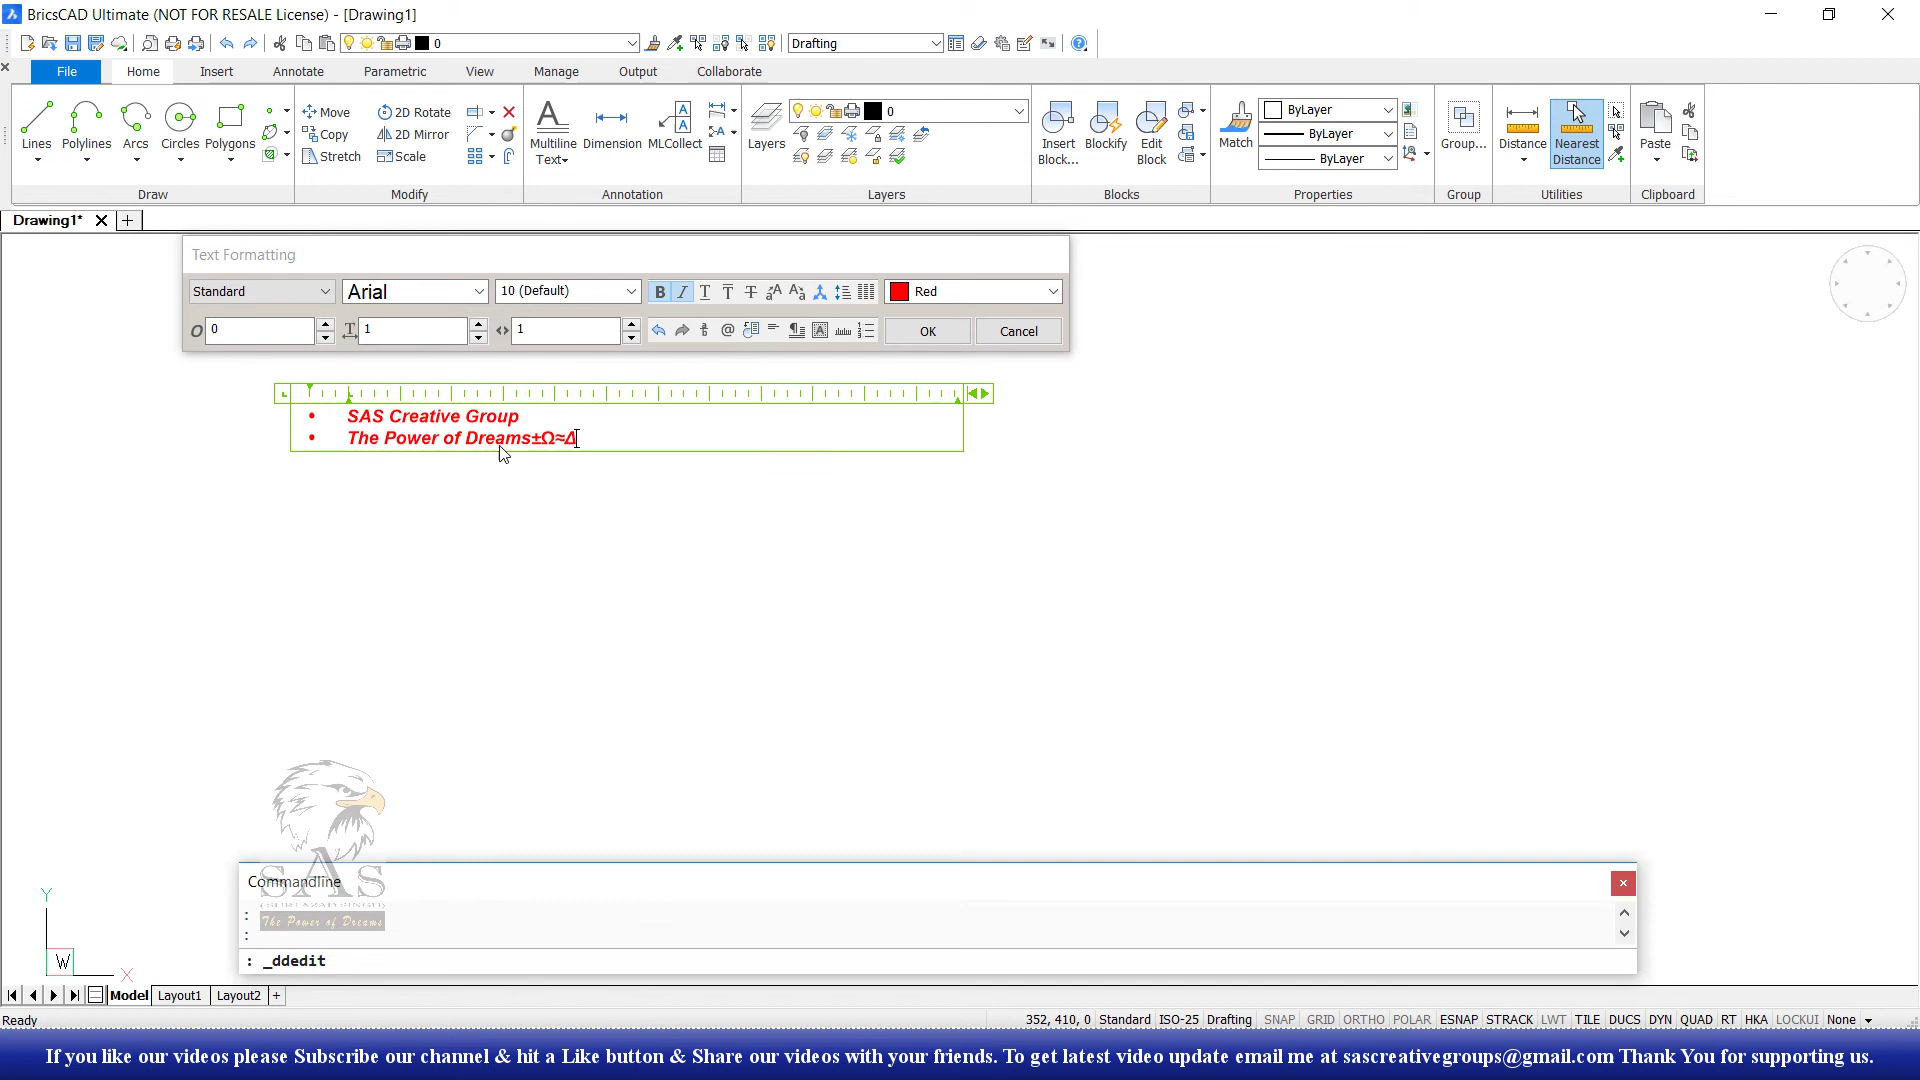 BricsCAD Ultimate (NOT FOR RESALE License) - [Drawing1]
0
Drafting
File Home Insert Annotate Parametric View Manage Output Collaborate
Lines Polylines Arcs Circles Polygons
Draw
Move 2D Rotate
Copy 2D Mirror
Stretch Scale
Modify
Multiline Text Dimension MLCollect
Annotation
Layers
0
Layers
Insert Block... Blockify Edit Block
Blocks
Match
ByLayer
ByLayer
ByLayer
Properties
Group...
Group
Distance Nearest Distance
Utilities
Paste
Clipboard
Drawing1*
Text Formatting
Standard Arial 10 (Default) Red
0 1 1 OK Cancel
• SAS Creative Group
• The Power of Dreams±Ω≈Δ
SAS
The Power of Dreams
Commandline
:
:
: _ddedit
Y
W X
Model Layout1 Layout2 +
Ready 352, 410, 0 Standard ISO-25 Drafting SNAP GRID ORTHO POLAR ESNAP STRACK LWT TILE DUCS DYN QUAD RT HKA LOCKUI None
If you like our videos please Subscribe our channel & hit a Like button & Share our videos with your friends. To get latest video update email me at sascreativegroups@gmail.com Thank You for supporting us.